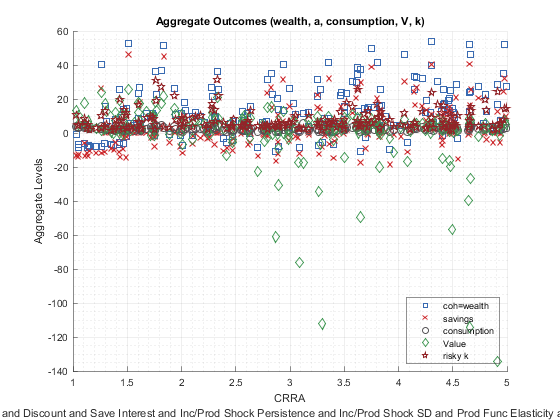 Aggregate Outcomes (wealth, a, consumption, V, k)
60
40
20
0
-20
-40
-60
-80
-100
-120
-140
Aggregate Levels
coh=wealth
savings
consumption
Value
risky k
1
1.5
2
2.5
3
3.5
4
4.5
5
CRRA
and Discount and Save Interest and Inc/Prod Shock Persistence and Inc/Prod Shock SD and Prod Func Elasticity